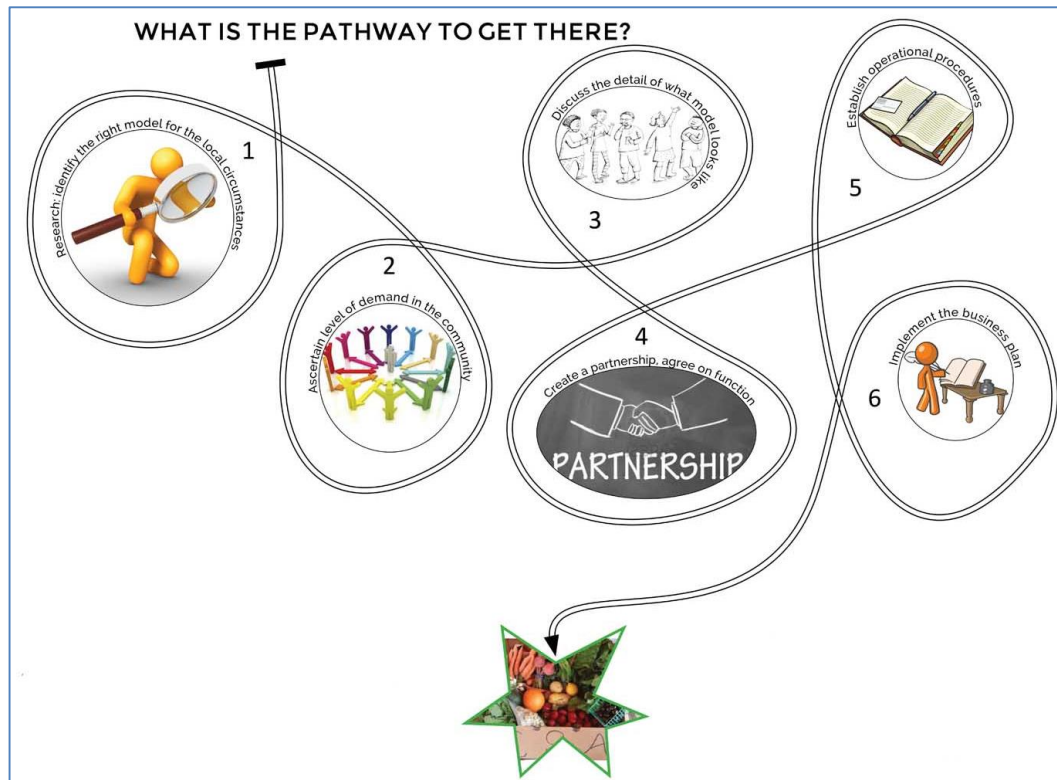 WHAT IS THE PATHWAY TO GET THERE?
1
Research: identify the right model for the local circumstances
2
Ascertain level of demand in the community
3
Discuss the detail of what model looks like
4
Create a partnership, agree on function
PARTNERSHIP
5
Establish operational procedures
6
Implement the business plan
C S A